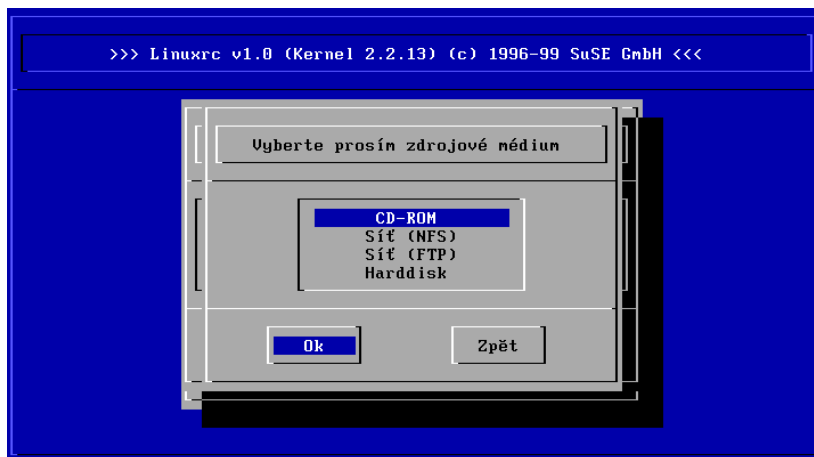 >>> Linuxrc v1.0 (Kernel 2.2.13) (c) 1996-99 SuSE GmbH <<<
Vyberte prosím zdrojové médium
CD-ROM
Síť (NFS)
Síť (FTP)
Harddisk
Ok Zpět